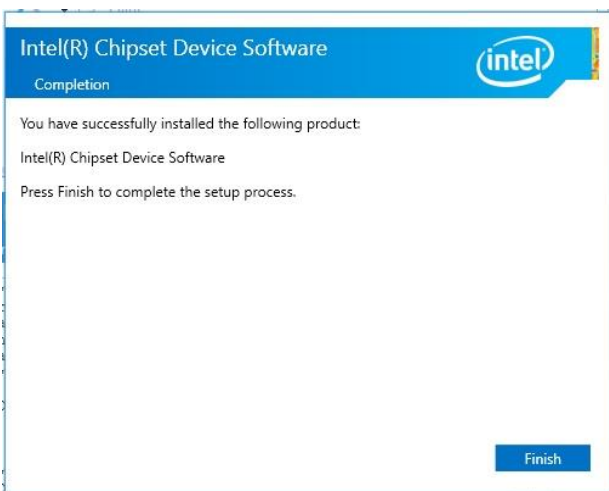 Intel(R) Chipset Device Software
intel
Completion
You have successfully installed the following product:
Intel(R) Chipset Device Software
Press Finish to complete the setup process.
Finish